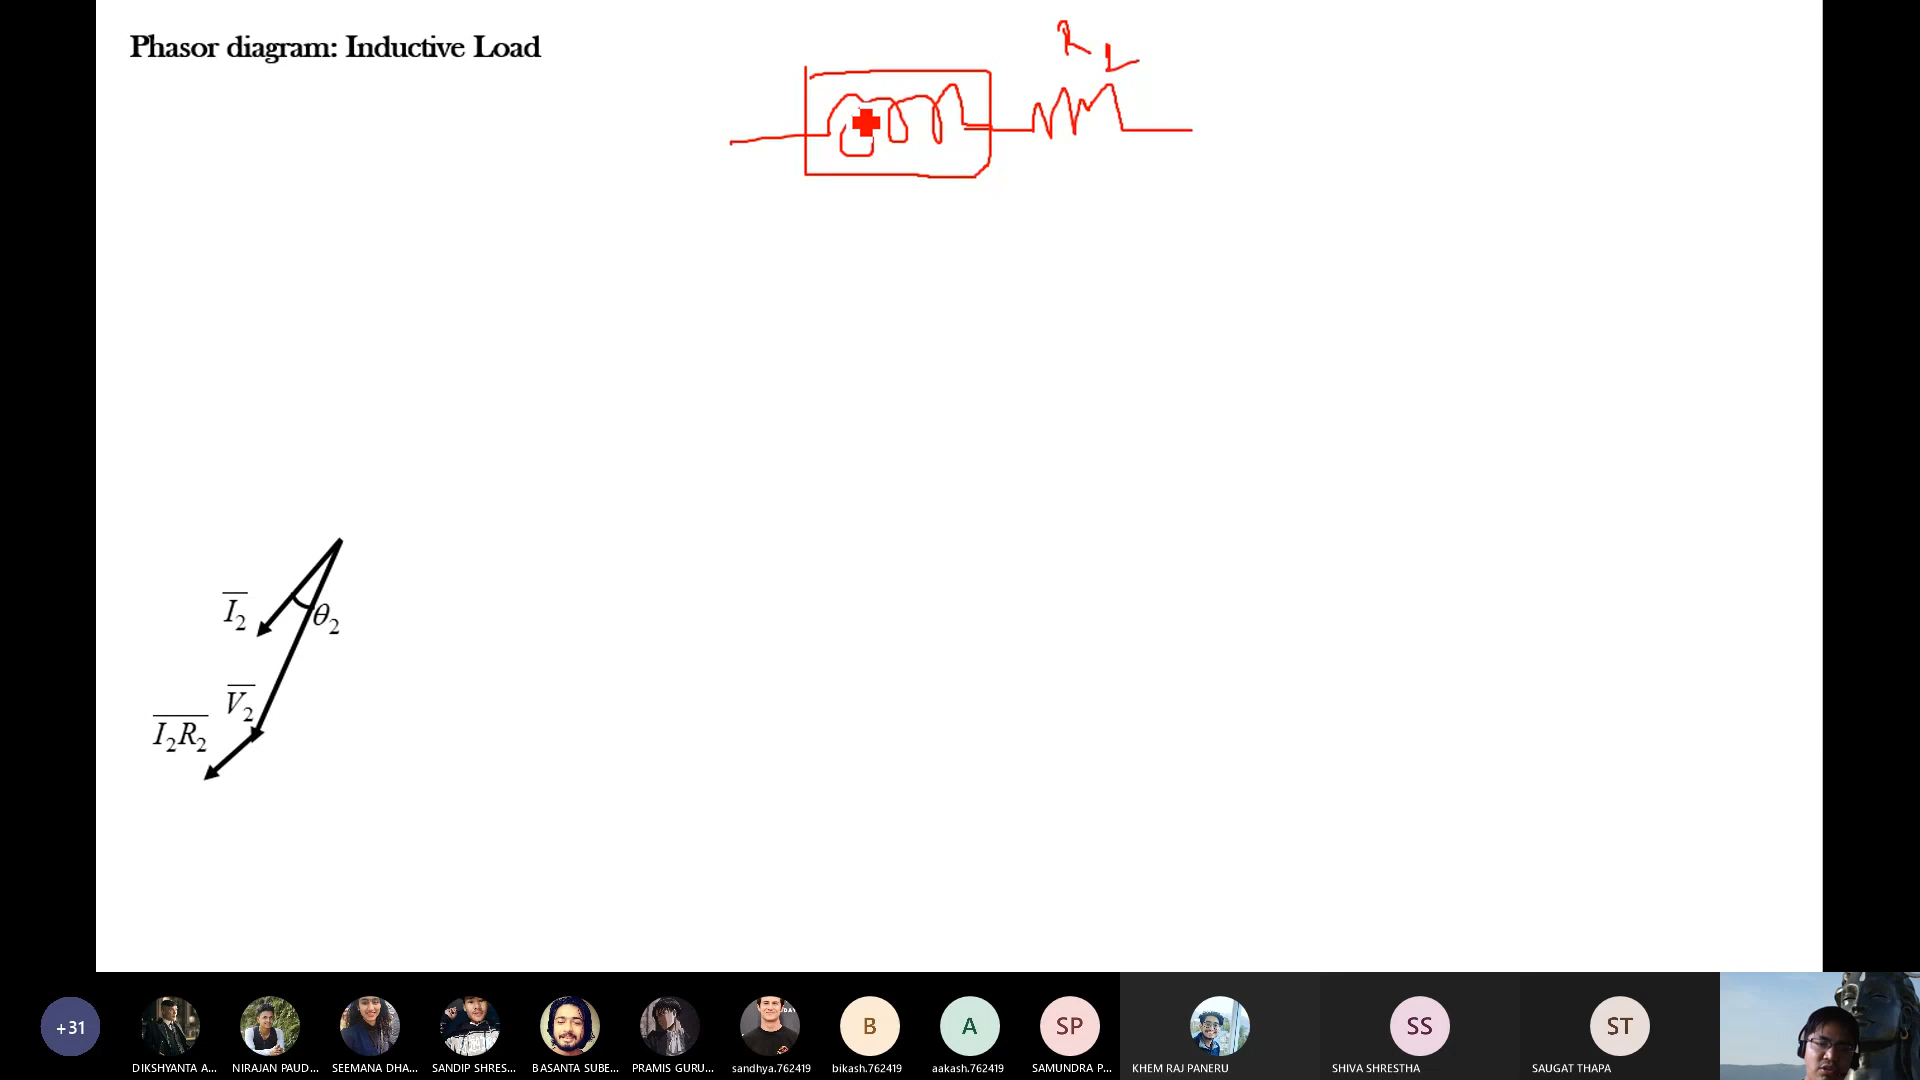 Phasor diagram: Inductive Load
R L
I₂
θ₂
V₂
I₂R₂
+31
DIKSHYANTA A...
NIRAJAN PAUD...
SEEMANA DHA...
SANDIP SHRES...
BASANTA SUBE...
PRAMIS GURU...
sandhya.762419
B
bikash.762419
A
aakash.762419
SP
SAMUNDRA P...
KHEM RAJ PANERU
SS
SHIVA SHRESTHA
ST
SAUGAT THAPA